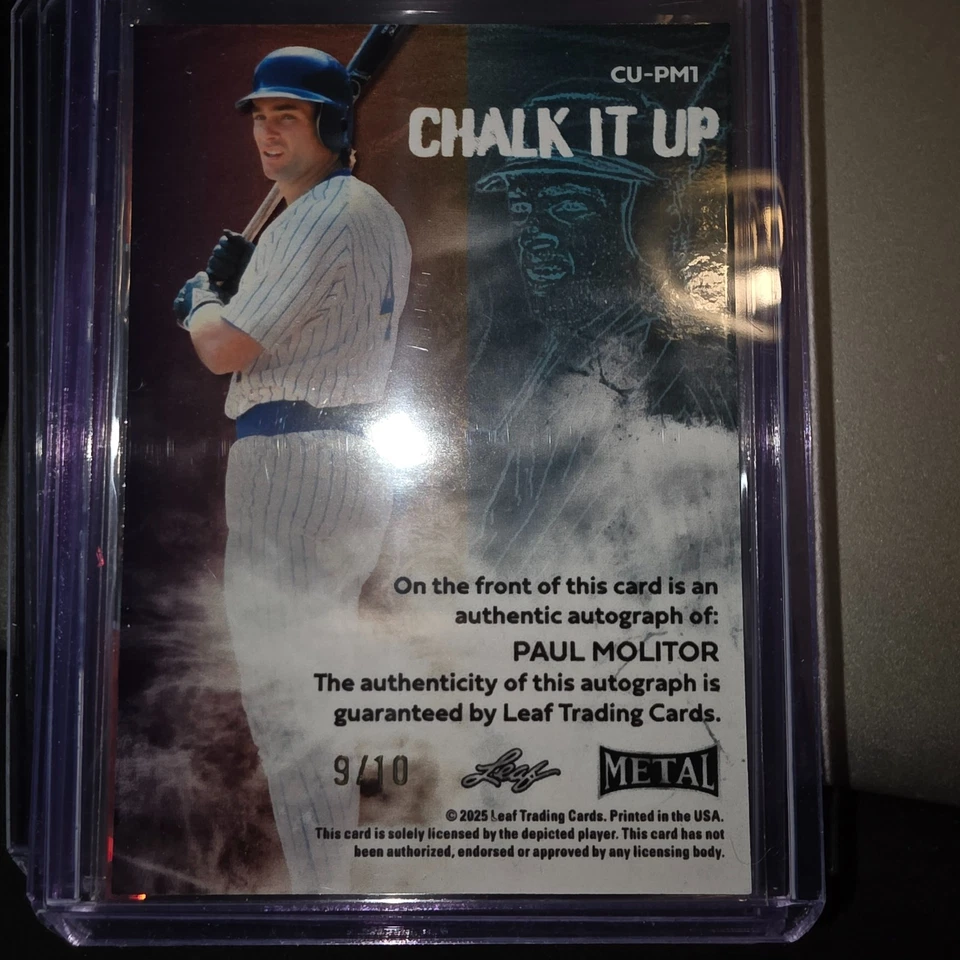 CU-PM1
CHALK IT UP
On the front of this card is an
authentic autograph of:
PAUL MOLITOR
The authenticity of this autograph is
guaranteed by Leaf Trading Cards.
9/10 Leaf METAL
© 2025 Leaf Trading Cards. Printed in the USA.
This card is solely licensed by the depicted player. This card has not
been authorized, endorsed or approved by any licensing body.